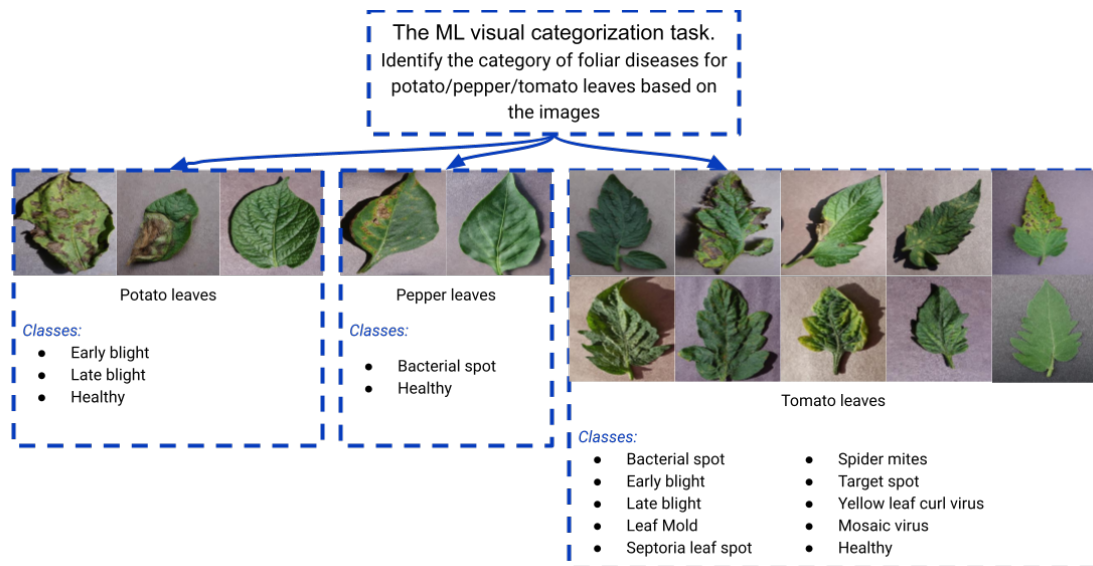 The ML visual categorization task.
Identify the category of foliar diseases for
potato/pepper/tomato leaves based on
the images
Potato leaves
Classes:
● Early blight
● Late blight
● Healthy
Pepper leaves
Classes:
● Bacterial spot
● Healthy
Tomato leaves
Classes:
● Bacterial spot
● Early blight
● Late blight
● Leaf Mold
● Septoria leaf spot
● Spider mites
● Target spot
● Yellow leaf curl virus
● Mosaic virus
● Healthy